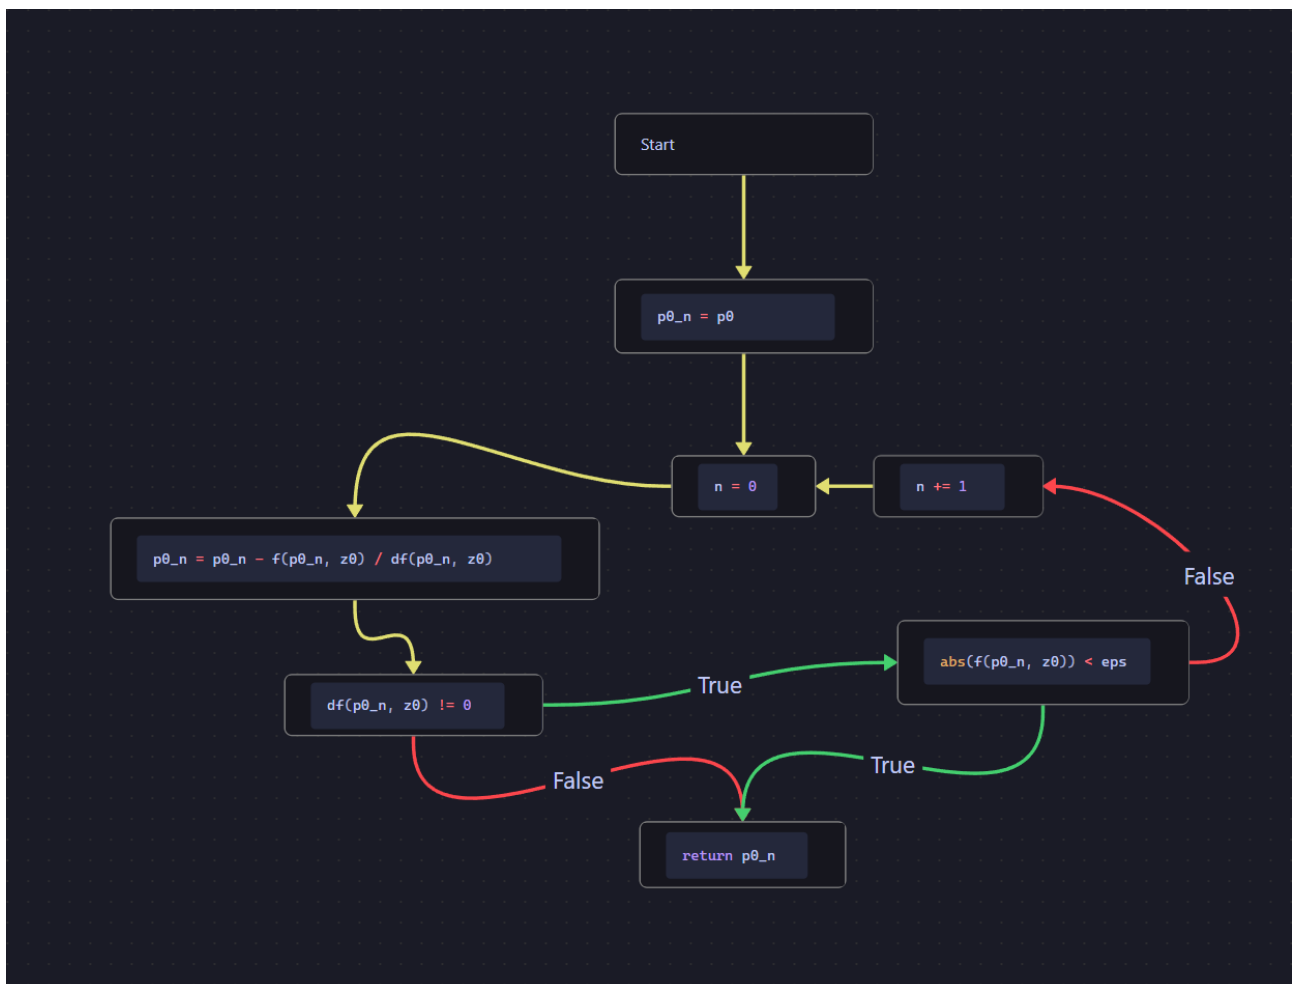 Start
p0_n = p0
n = 0
n += 1
p0_n = p0_n - f(p0_n, z0) / df(p0_n, z0)
False
abs(f(p0_n, z0)) < eps
True
df(p0_n, z0) != 0
True
False
return p0_n